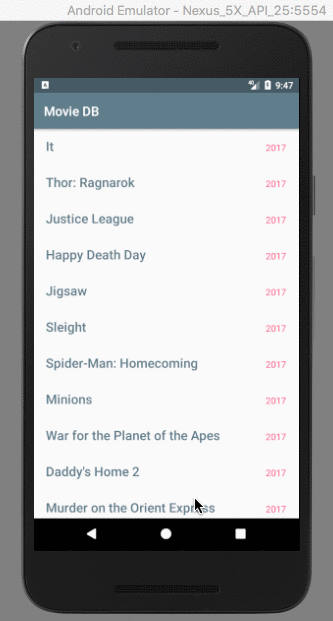 Android Emulator - Nexus_5X_API_25:5554
9:47
Movie DB
It 2017
Thor: Ragnarok 2017
Justice League 2017
Happy Death Day 2017
Jigsaw 2017
Sleight 2017
Spider-Man: Homecoming 2017
Minions 2017
War for the Planet of the Apes 2017
Daddy's Home 2 2017
Murder on the Orient Express 2017